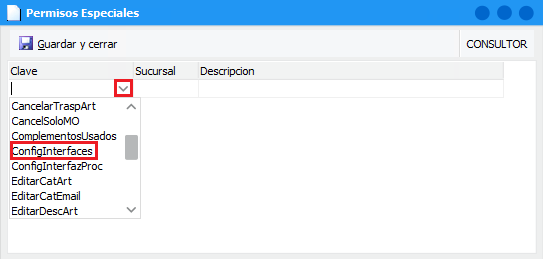 Permisos Especiales
Guardar y cerrar CONSULTOR
Clave Sucursal Descripcion
CancelarTraspArt
CancelSoloMO
ComplementosUsados
ConfigInterfaces
ConfigInterfazProc
EditarCatArt
EditarCatEmail
EditarDescArt